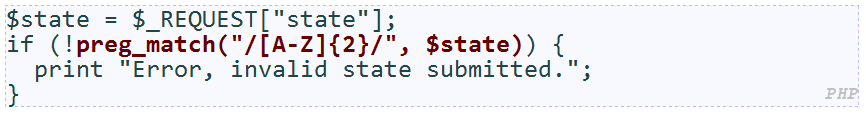 $state = $_REQUEST["state"];
if (!preg_match("/[A-Z]{2}/", $state)) {
  print "Error, invalid state submitted.";
}
PHP